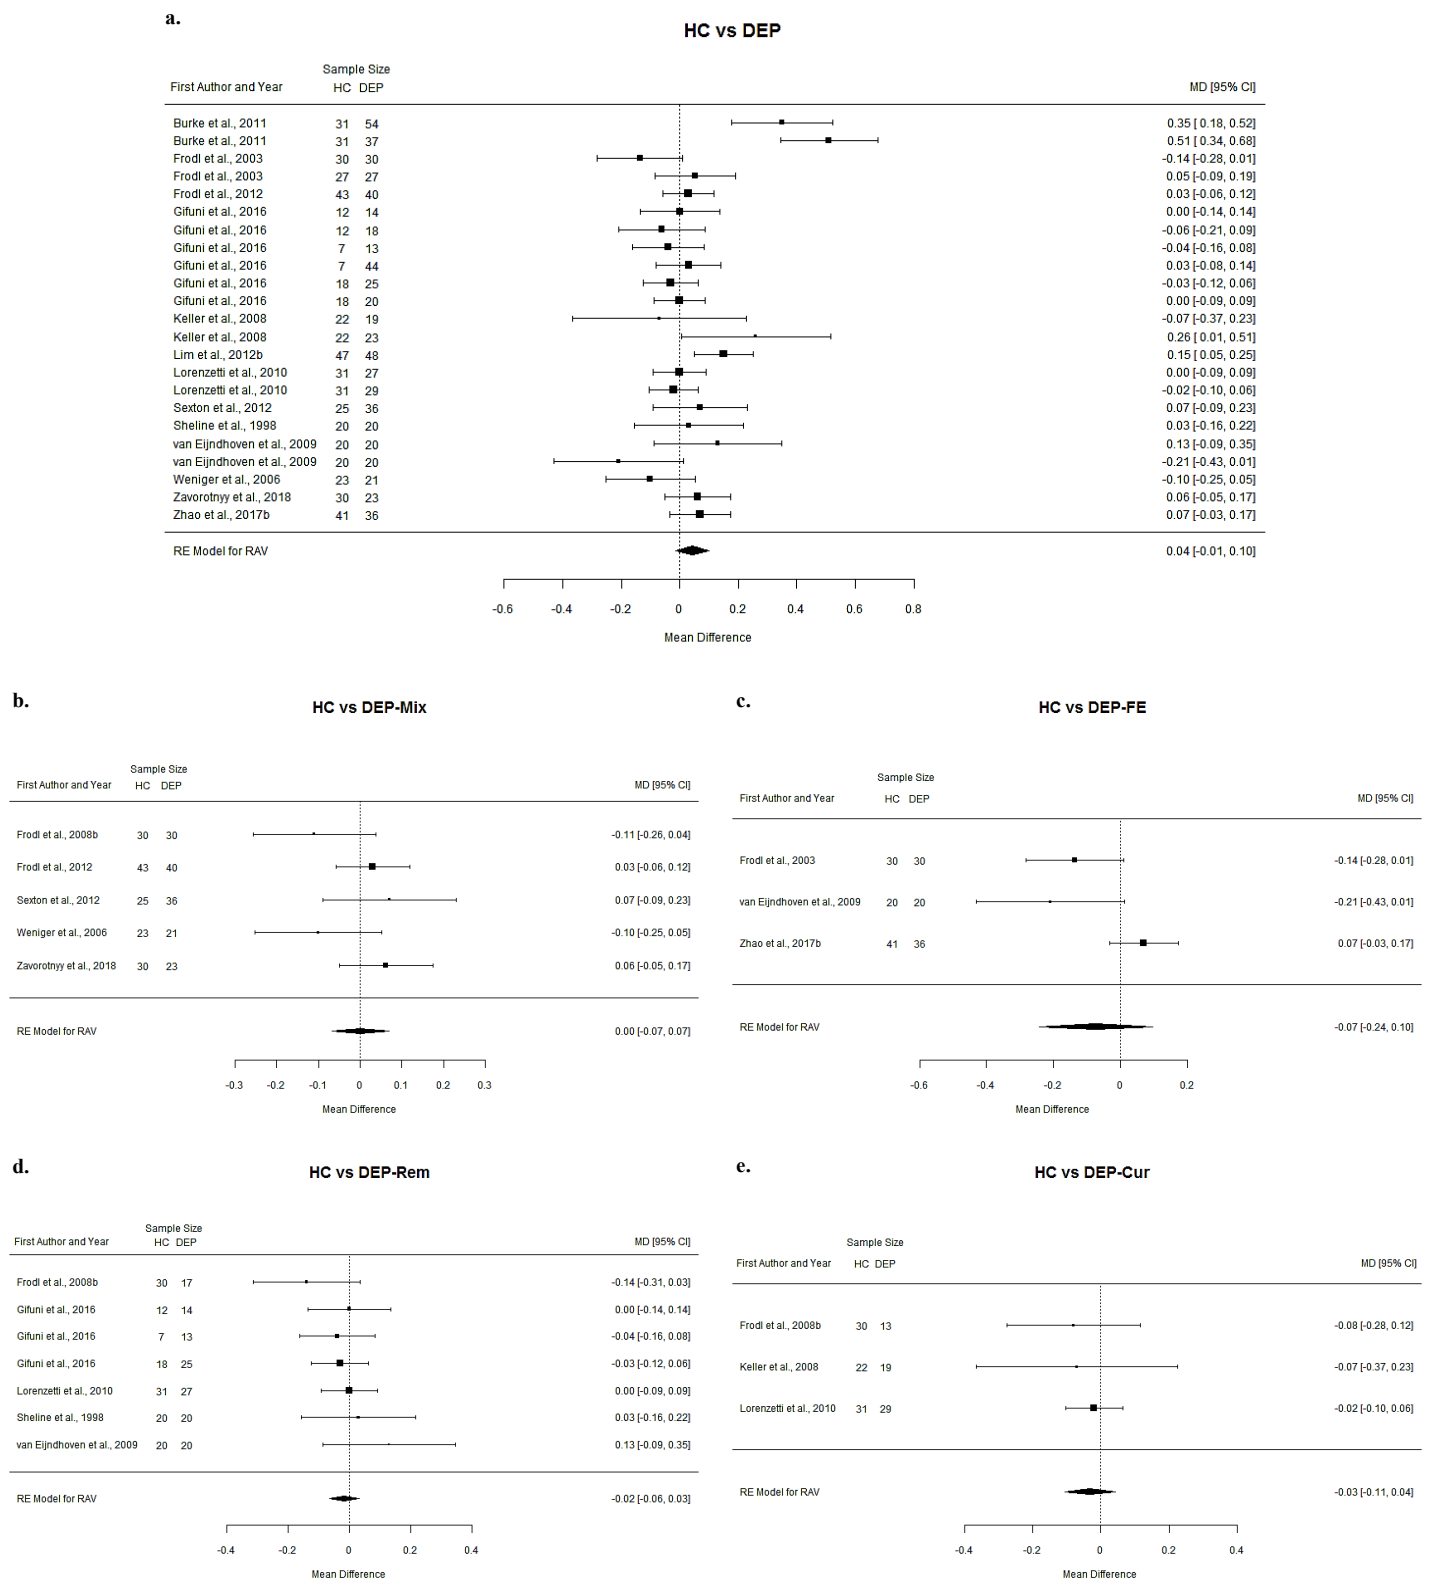 a.
HC vs DEP
Sample Size
First Author and Year HC DEP MD [95% CI]
Burke et al., 2011 31 54 0.35 [ 0.18, 0.52]
Burke et al., 2011 31 37 0.51 [ 0.34, 0.68]
Frodl et al., 2003 30 30 -0.14 [-0.28, 0.01]
Frodl et al., 2003 27 27 0.05 [-0.09, 0.19]
Frodl et al., 2012 43 40 0.03 [-0.06, 0.12]
Gifuni et al., 2016 12 14 0.00 [-0.14, 0.14]
Gifuni et al., 2016 12 18 -0.06 [-0.21, 0.09]
Gifuni et al., 2016 7 13 -0.04 [-0.16, 0.08]
Gifuni et al., 2016 7 44 0.03 [-0.08, 0.14]
Gifuni et al., 2016 18 25 -0.03 [-0.12, 0.06]
Gifuni et al., 2016 18 20 0.00 [-0.09, 0.09]
Keller et al., 2008 22 19 -0.07 [-0.37, 0.23]
Keller et al., 2008 22 23 0.26 [ 0.01, 0.51]
Lim et al., 2012b 47 48 0.15 [ 0.05, 0.25]
Lorenzetti et al., 2010 31 27 0.00 [-0.09, 0.09]
Lorenzetti et al., 2010 31 29 -0.02 [-0.10, 0.06]
Sexton et al., 2012 25 36 0.07 [-0.09, 0.23]
Sheline et al., 1998 20 20 0.03 [-0.16, 0.22]
van Eijndhoven et al., 2009 20 20 0.13 [-0.09, 0.35]
van Eijndhoven et al., 2009 20 20 -0.21 [-0.43, 0.01]
Weniger et al., 2006 23 21 -0.10 [-0.25, 0.05]
Zavorotnyy et al., 2018 30 23 0.06 [-0.05, 0.17]
Zhao et al., 2017b 41 36 0.07 [-0.03, 0.17]
RE Model for RAV 0.04 [-0.01, 0.10]
-0.6 -0.4 -0.2 0 0.2 0.4 0.6 0.8
Mean Difference
b.
HC vs DEP-Mix
Sample Size
First Author and Year HC DEP MD [95% CI]
Frodl et al., 2008b 30 30 -0.11 [-0.26, 0.04]
Frodl et al., 2012 43 40 0.03 [-0.06, 0.12]
Sexton et al., 2012 25 36 0.07 [-0.09, 0.23]
Weniger et al., 2006 23 21 -0.10 [-0.25, 0.05]
Zavorotnyy et al., 2018 30 23 0.06 [-0.05, 0.17]
RE Model for RAV 0.00 [-0.07, 0.07]
-0.3 -0.2 -0.1 0 0.1 0.2 0.3
Mean Difference
c.
HC vs DEP-FE
Sample Size
First Author and Year HC DEP MD [95% CI]
Frodl et al., 2003 30 30 -0.14 [-0.28, 0.01]
van Eijndhoven et al., 2009 20 20 -0.21 [-0.43, 0.01]
Zhao et al., 2017b 41 36 0.07 [-0.03, 0.17]
RE Model for RAV -0.07 [-0.24, 0.10]
-0.6 -0.4 -0.2 0 0.2
Mean Difference
d.
HC vs DEP-Rem
Sample Size
First Author and Year HC DEP MD [95% CI]
Frodl et al., 2008b 30 17 -0.14 [-0.31, 0.03]
Gifuni et al., 2016 12 14 0.00 [-0.14, 0.14]
Gifuni et al., 2016 7 13 -0.04 [-0.16, 0.08]
Gifuni et al., 2016 18 25 -0.03 [-0.12, 0.06]
Lorenzetti et al., 2010 31 27 0.00 [-0.09, 0.09]
Sheline et al., 1998 20 20 0.03 [-0.16, 0.22]
van Eijndhoven et al., 2009 20 20 0.13 [-0.09, 0.35]
RE Model for RAV -0.02 [-0.06, 0.03]
-0.4 -0.2 0 0.2 0.4
Mean Difference
e.
HC vs DEP-Cur
Sample Size
First Author and Year HC DEP MD [95% CI]
Frodl et al., 2008b 30 13 -0.08 [-0.28, 0.12]
Keller et al., 2008 22 19 -0.07 [-0.37, 0.23]
Lorenzetti et al., 2010 31 29 -0.02 [-0.10, 0.06]
RE Model for RAV -0.03 [-0.11, 0.04]
-0.4 -0.2 0 0.2 0.4
Mean Difference